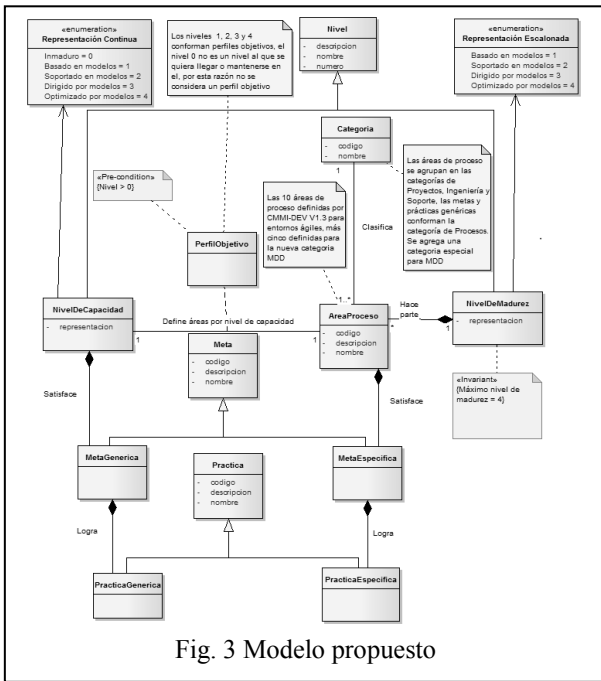 «enumeration»
Representación Continua
Inmaduro = 0
Basado en modelos = 1
Soportado en modelos = 2
Dirigido por modelos = 3
Optimizado por modelos = 4
Los niveles 1, 2, 3 y 4
conforman perfiles objetivos, el
nivel 0 no es un nivel al que se
quiera llegar o mantenerse en
el, por esta razón no se
considera un perfil objetivo
Nivel
- descripcion
- nombre
- numero
«enumeration»
Representación Escalonada
Basado en modelos = 1
Soportado en modelos = 2
Dirigido por modelos = 3
Optimizado por modelos = 4
Categoria
- codigo
- nombre
1
Clasifica
1..*
«Pre-condition»
{Nivel > 0}
Las 10 áreas de
proceso definidas por
CMMI-DEV V1.3 para
entornos ágiles, más
cinco definidas para
la nueva categoría
MDD
Las áreas de proceso
se agrupan en las
categorías de
Proyectos, Ingeniería y
Soporte, las metas y
prácticas genéricas
conforman la
categoría de Procesos.
Se agrega una
categoría especial
para MDD
PerfilObjetivo
NivelDeCapacidad
- representacion
1
Define áreas por nivel de capacidad
1
AreaProceso
- codigo
- descripcion
- nombre
*
Hace
parte
1
NivelDeMadurez
- representacion
Meta
- codigo
- descripcion
- nombre
Satisface
Satisface
«Invariant»
{Máximo nivel de
madurez = 4}
MetaGenerica
MetaEspecifica
Practica
- codigo
- descripcion
- nombre
Logra
Logra
PracticaGenerica
PracticaEspecifica
Fig. 3 Modelo propuesto